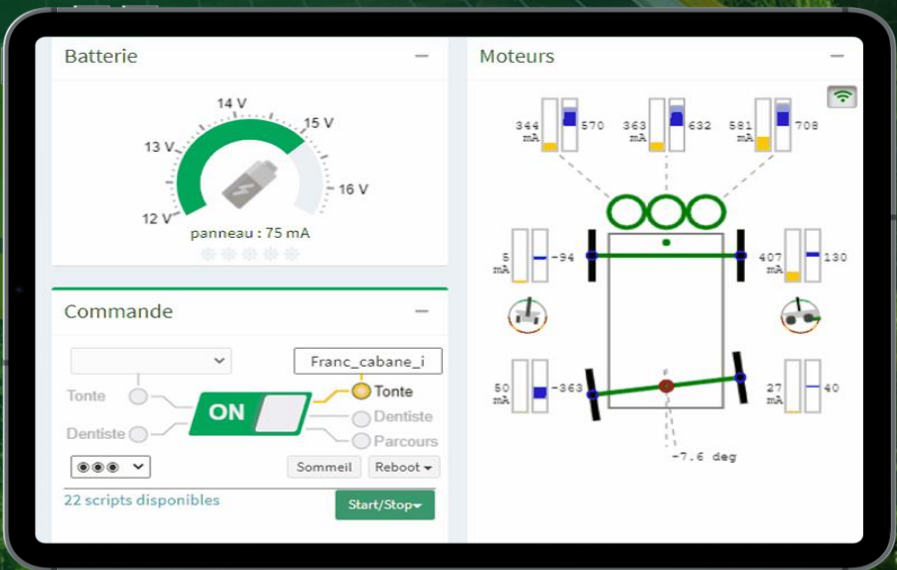 Batterie
14 V
15 V
13 V
16 V
12 V
panneau : 75 mA
Commande
Franc_cabane_i
Tonte
Tonte
ON
Dentiste
Dentiste
Parcours
Sommeil
Reboot
22 scripts disponibles
Start/Stop
Moteurs
344 mA
570
363 mA
632
581 mA
708
5 mA
-94
407 mA
130
50 mA
-363
27 mA
40
-7.6 deg